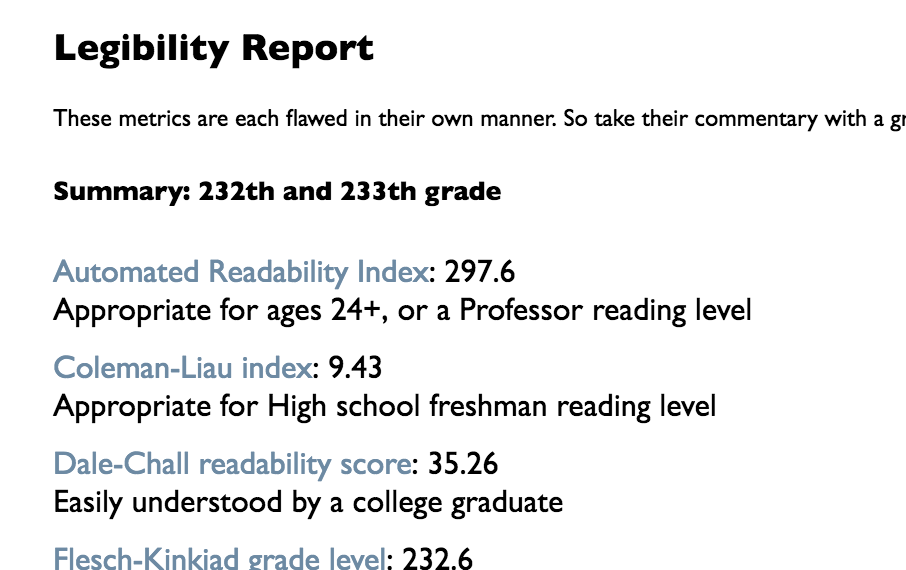 Legibility Report
These metrics are each flawed in their own manner. So take their commentary with a
Summary: 232th and 233th grade
Automated Readability Index: 297.6
Appropriate for ages 24+, or a Professor reading level
Coleman-Liau index: 9.43
Appropriate for High school freshman reading level
Dale-Chall readability score: 35.26
Easily understood by a college graduate
Flesch-Kinkiad grade level: 232.6